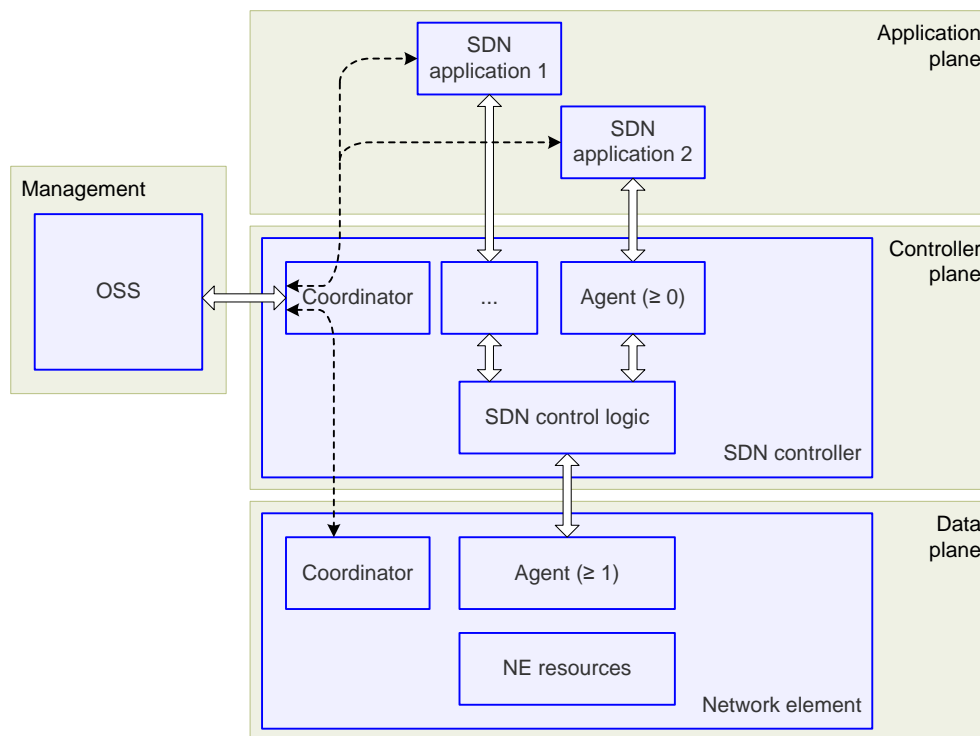 SDN
application 1
Application
plane
SDN
application 2
Management
OSS
Controller
plane
Coordinator
...
Agent (≥ 0)
SDN control logic
SDN controller
Data
plane
Coordinator
Agent (≥ 1)
NE resources
Network element